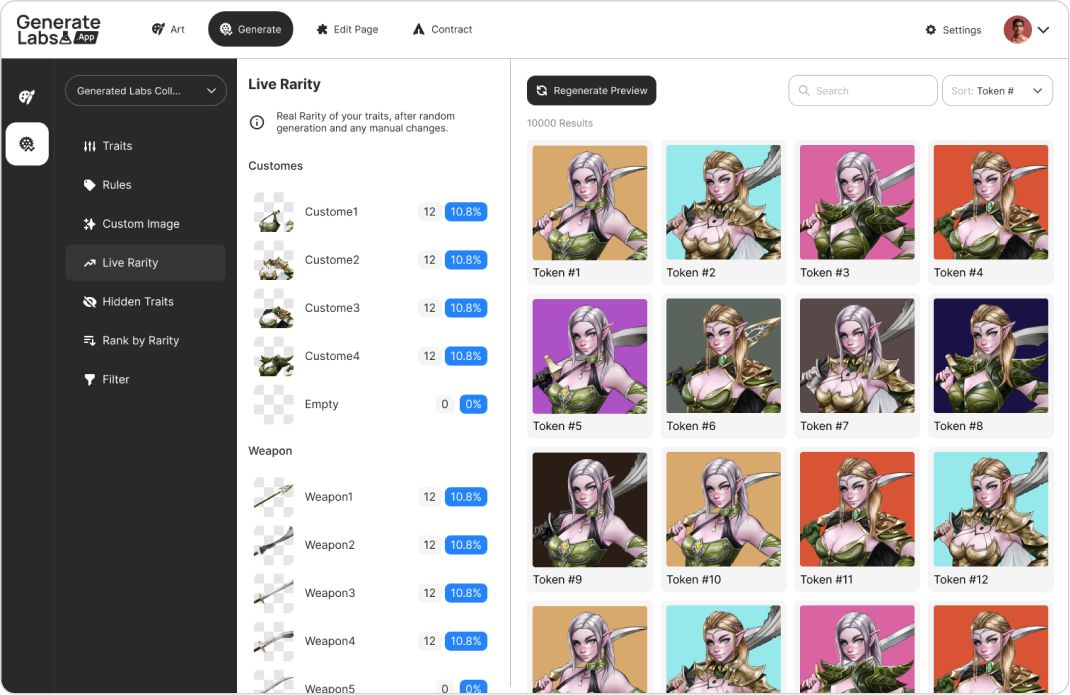 Generate
Labs App
Art
Generate
Edit Page
Contract
Settings
Generated Labs Coll...
Traits
Rules
Custom Image
Live Rarity
Hidden Traits
Rank by Rarity
Filter
Live Rarity
Real Rarity of your traits, after random
generation and any manual changes.
Customes
Custome1 12 10.8%
Custome2 12 10.8%
Custome3 12 10.8%
Custome4 12 10.8%
Empty 0 0%
Weapon
Weapon1 12 10.8%
Weapon2 12 10.8%
Weapon3 12 10.8%
Weapon4 12 10.8%
Weapon5 0 0%
Regenerate Preview
Search
Sort: Token #
10000 Results
Token #1
Token #2
Token #3
Token #4
Token #5
Token #6
Token #7
Token #8
Token #9
Token #10
Token #11
Token #12